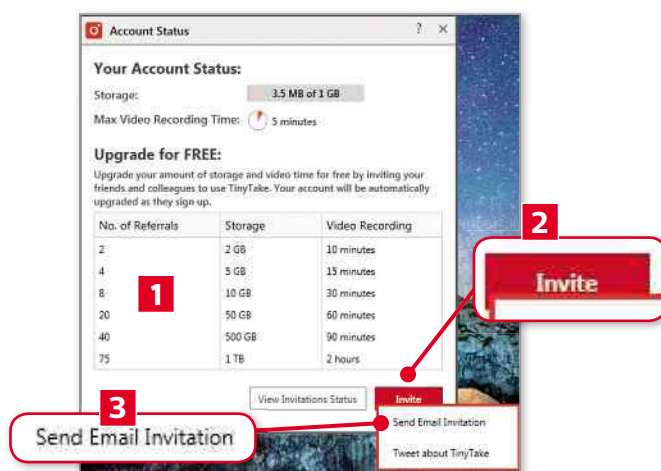 Account Status ? ×
Your Account Status:
Storage: 3.5 MB of 1 GB
Max Video Recording Time: 5 minutes
Upgrade for FREE:
Upgrade your amount of storage and video time for free by inviting your
friends and colleagues to use TinyTake. Your account will be automatically
upgraded as they sign up.
No. of Referrals Storage Video Recording
2 2 GB 10 minutes
4 5 GB 15 minutes
8 10 GB 30 minutes
20 50 GB 60 minutes
40 500 GB 90 minutes
75 1 TB 2 hours
1
2
Invite
View Invitations Status Invite
3
Send Email Invitation
Send Email Invitation
Tweet about TinyTake